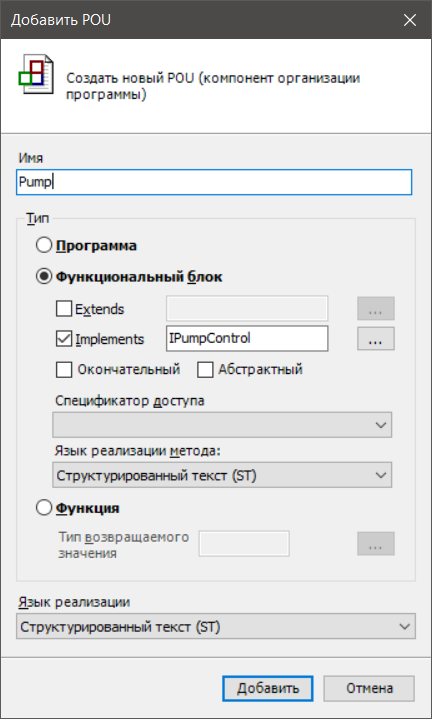 Добавить POU
Создать новый POU (компонент организации
программы)
Имя
Pump
Тип
Программа
Функциональный блок
Extends
...
Implements IPumpControl ...
Окончательный Абстрактный
Спецификатор доступа
Язык реализации метода:
Структурированный текст (ST)
Функция
Тип возвращаемого
значения
...
Язык реализации
Структурированный текст (ST)
Добавить Отмена